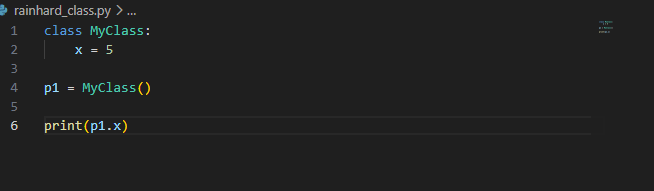 rainhard_class.py > ...
1 class MyClass:
2     x = 5
3
4 p1 = MyClass()
5
6 print(p1.x)